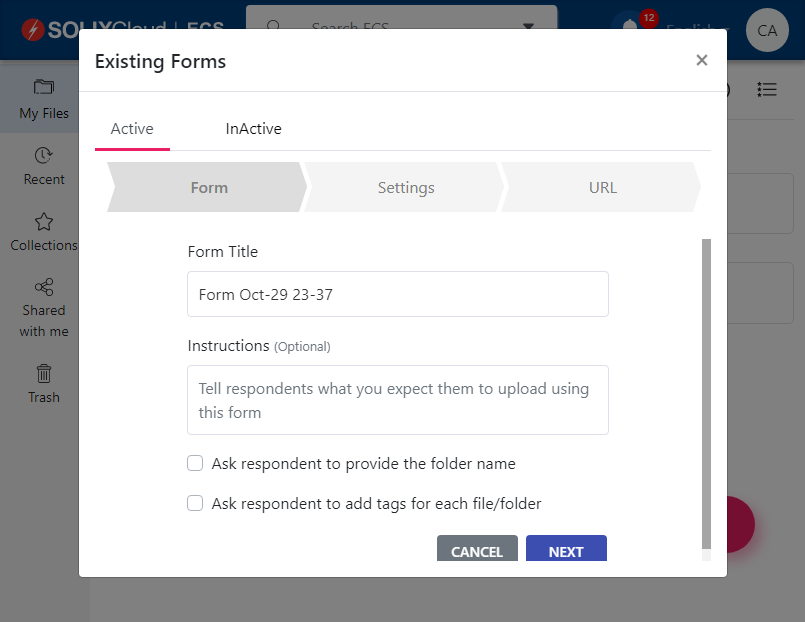 SOLIXCloud | ECS
Search ECS
12
English
CA
Existing Forms
×
My Files
Recent
Collections
Shared
with me
Trash
Active
InActive
Form
Settings
URL
Form Title
Form Oct-29 23-37
Instructions (Optional)
Tell respondents what you expect them to upload using
this form
Ask respondent to provide the folder name
Ask respondent to add tags for each file/folder
CANCEL
NEXT